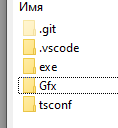 Имя
.git
.vscode
exe
Gfx
tsconf